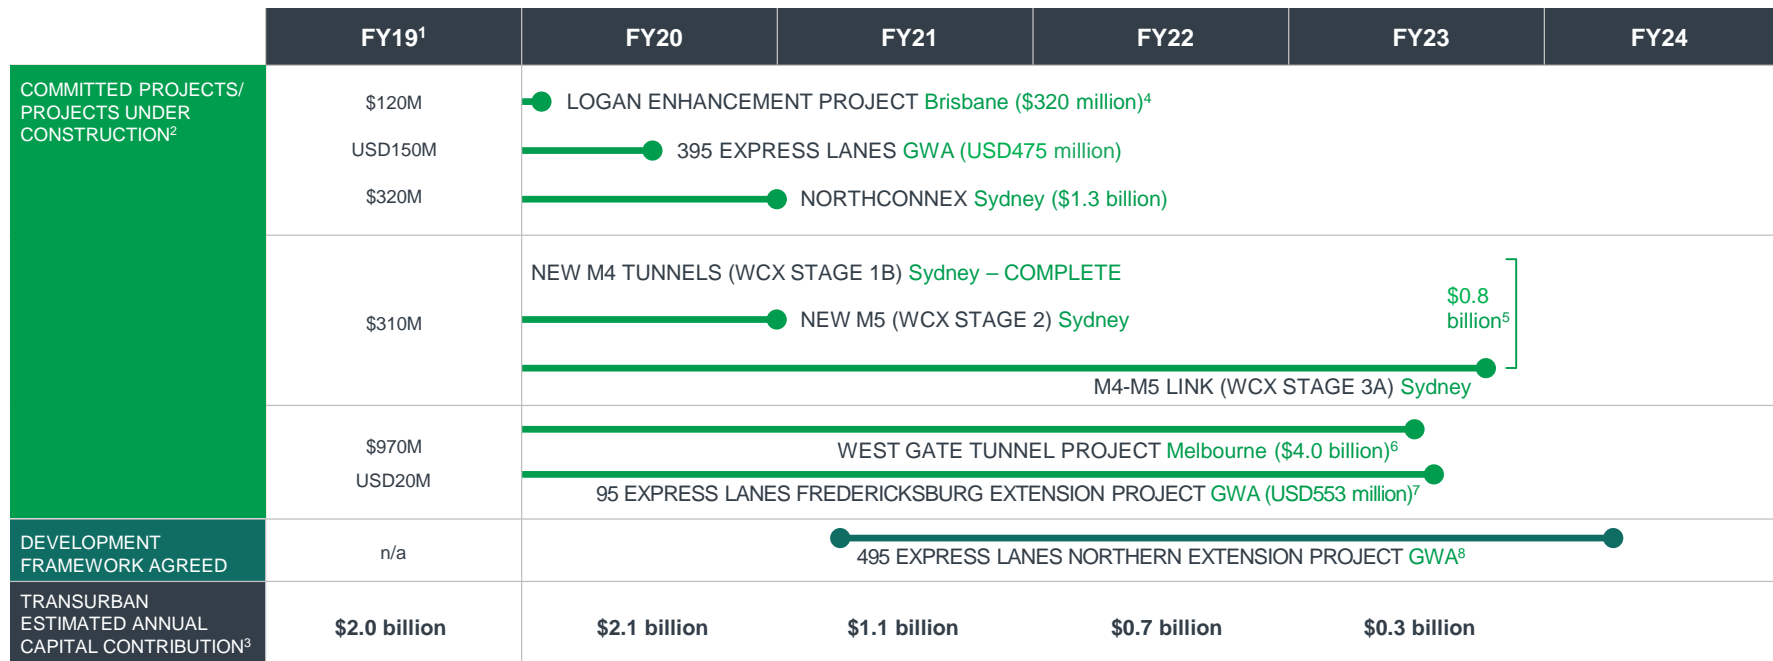 FY19¹ FY20 FY21 FY22 FY23 FY24
COMMITTED PROJECTS/
PROJECTS UNDER
CONSTRUCTION²
$120M
LOGAN ENHANCEMENT PROJECT Brisbane ($320 million)⁴
USD150M
395 EXPRESS LANES GWA (USD475 million)
$320M
NORTHCONNEX Sydney ($1.3 billion)
$310M
NEW M4 TUNNELS (WCX STAGE 1B) Sydney – COMPLETE
NEW M5 (WCX STAGE 2) Sydney
M4-M5 LINK (WCX STAGE 3A) Sydney
$0.8
billion⁵
$970M
WEST GATE TUNNEL PROJECT Melbourne ($4.0 billion)⁶
USD20M
95 EXPRESS LANES FREDERICKSBURG EXTENSION PROJECT GWA (USD553 million)⁷
DEVELOPMENT
FRAMEWORK AGREED
n/a
495 EXPRESS LANES NORTHERN EXTENSION PROJECT GWA⁸
TRANSURBAN
ESTIMATED ANNUAL
CAPITAL CONTRIBUTION³
$2.0 billion $2.1 billion $1.1 billion $0.7 billion $0.3 billion